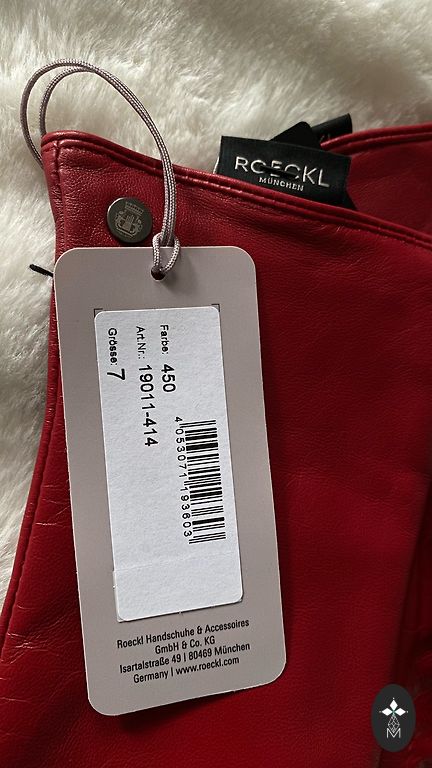 ROECKL
MÜNCHEN
Farbe: 450
Art.Nr.: 19011-414
Grösse: 7
4 053071 193603
Roeckl Handschuhe & Accessoires
GmbH & Co. KG
Isartalstraße 49 | 80469 München
Germany | www.roeckl.com
M